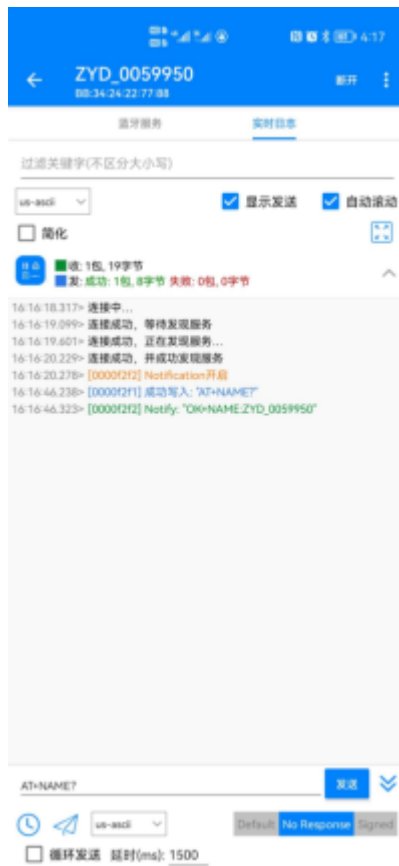 4:17
ZYD_0059950
BB:34:24:22:77:88
断开
蓝牙服务
实时日志
过滤关键字(不区分大小写)
us-ascii
显示发送
自动滚动
简化
收: 1包, 19字节
发: 成功: 1包, 8字节 失败: 0包, 0字节
16:16:18.317> 连接中...
16:16:19.099> 连接成功，等待发现服务
16:16:19.601> 连接成功，正在发现服务...
16:16:20.229> 连接成功，并成功发现服务
16:16:20.278> [0000f2f2] Notification开启
16:16:46.238> [0000f2f1] 成功写入: "AT+NAME?"
16:16:46.323> [0000f2f2] Notify: "OK+NAME:ZYD_0059950"
AT+NAME?
发送
us-ascii
Default No Response Signed
循环发送 延时(ms): 1500